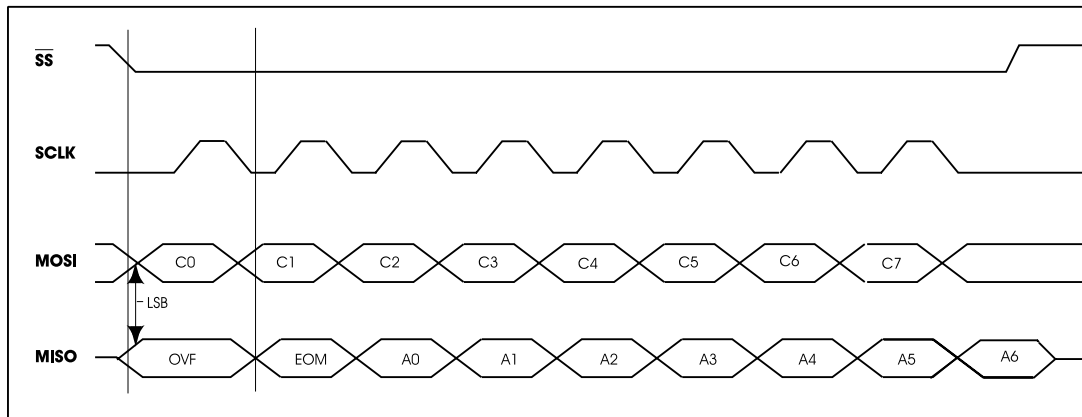 SS
SCLK
MOSI C0 C1 C2 C3 C4 C5 C6 C7
LSB
MISO OVF EOM A0 A1 A2 A3 A4 A5 A6